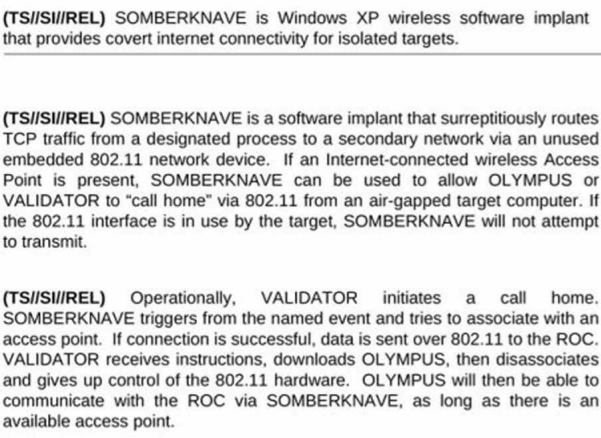 (TS//SI//REL) SOMBERKNAVE is Windows XP wireless software implant
that provides covert internet connectivity for isolated targets.
(TS//SI//REL) SOMBERKNAVE is a software implant that surreptitiously routes
TCP traffic from a designated process to a secondary network via an unused
embedded 802.11 network device. If an Internet-connected wireless Access
Point is present, SOMBERKNAVE can be used to allow OLYMPUS or
VALIDATOR to “call home” via 802.11 from an air-gapped target computer. If
the 802.11 interface is in use by the target, SOMBERKNAVE will not attempt
to transmit.
(TS//SI//REL) Operationally, VALIDATOR initiates a call home.
SOMBERKNAVE triggers from the named event and tries to associate with an
access point. If connection is successful, data is sent over 802.11 to the ROC.
VALIDATOR receives instructions, downloads OLYMPUS, then disassociates
and gives up control of the 802.11 hardware. OLYMPUS will then be able to
communicate with the ROC via SOMBERKNAVE, as long as there is an
available access point.